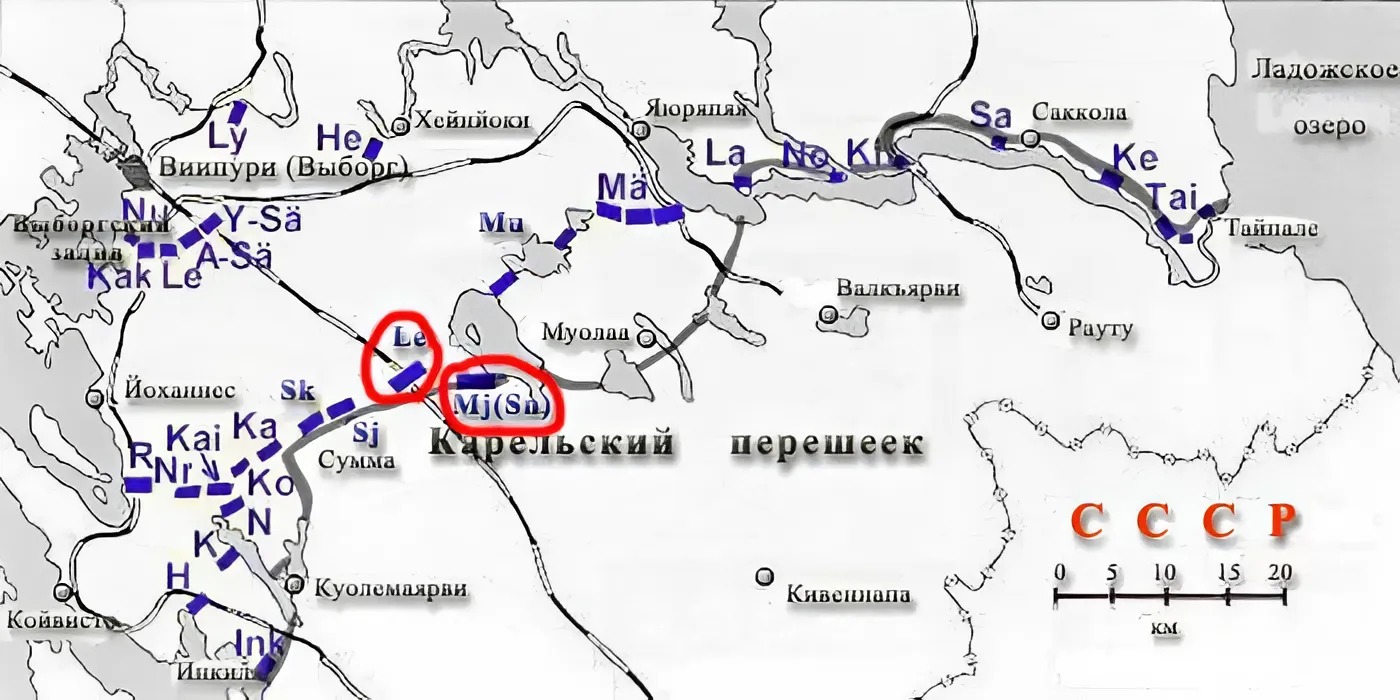 Ладожское
озеро
Яюряпяя
Sa
Саккола
Хейнйоки
Ly
He
La
No
Ke
Виипури (Выборг)
Tai
Mä
Nu
Y-Sä
Mu
Выборгский
залив
Тайпале
A-Sä
Kak
Le
Валкъярви
Le
Муолаа
Рауту
Йоханнес
Sk
Mj(Sn)
Ka
Kai
Sj
Карельский перешеек
R
Nr
Сумма
Ko
N
СССР
K
H
0 5 10 15 20
км
Куолемаярви
Кивеннапа
Койвисто
Ink